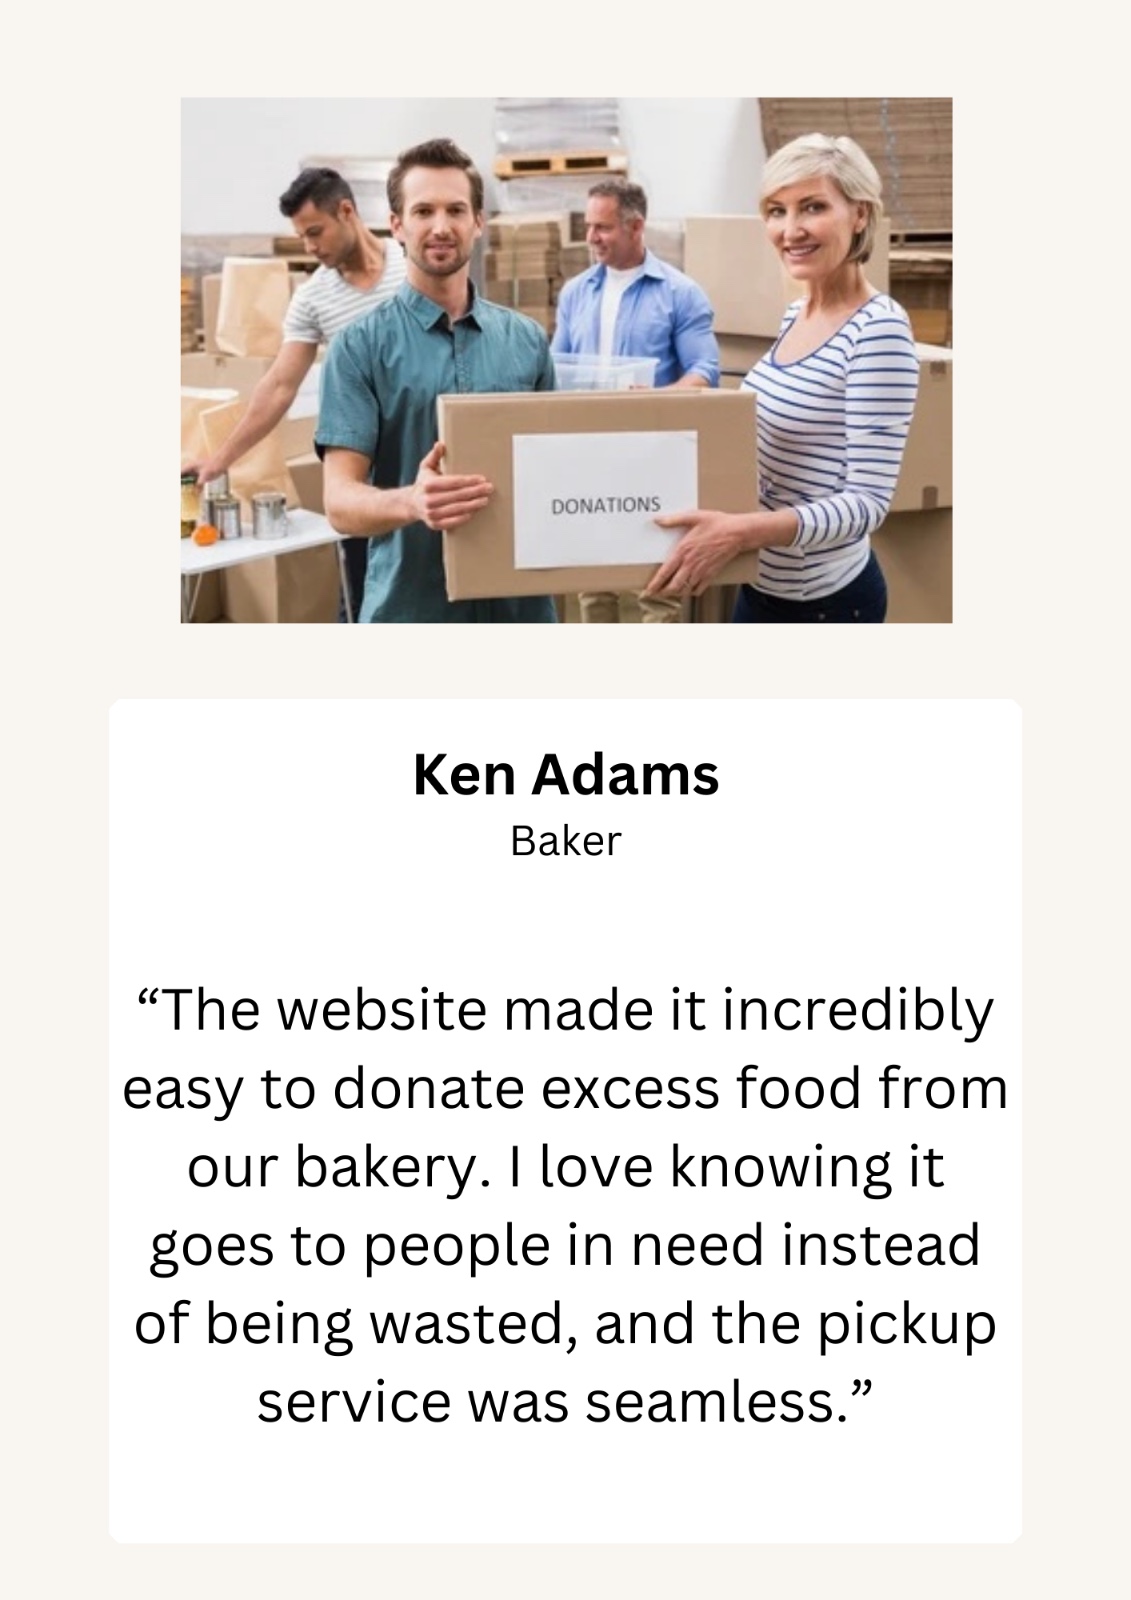 DONATIONS
Ken Adams
Baker
“The website made it incredibly
easy to donate excess food from
our bakery. I love knowing it
goes to people in need instead
of being wasted, and the pickup
service was seamless.”